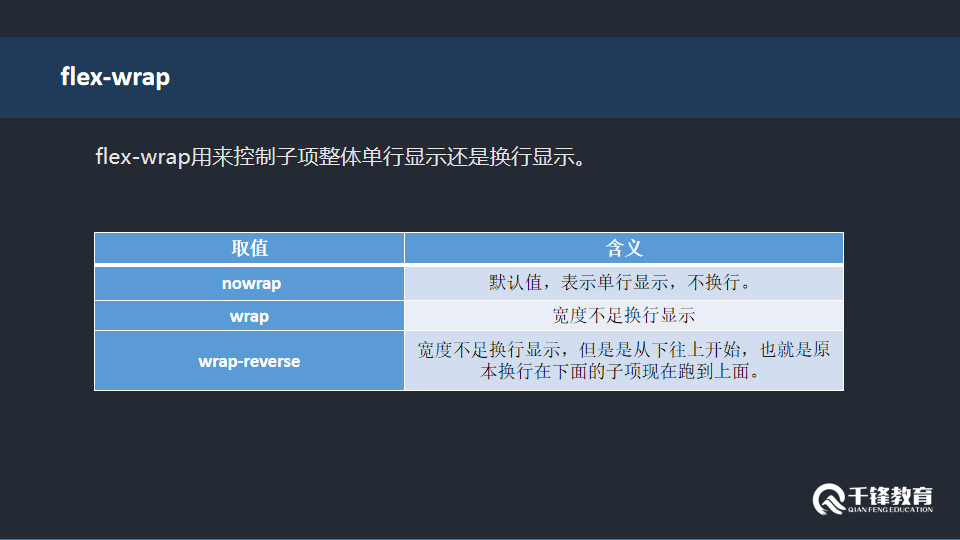 flex-wrap
flex-wrap用来控制子项整体单行显示还是换行显示。
取值 含义
nowrap 默认值，表示单行显示，不换行。
wrap 宽度不足换行显示
wrap-reverse 宽度不足换行显示，但是是从下往上开始，也就是原
本换行在下面的子项现在跑到上面。
千锋教育
QIAN FENG EDUCATION